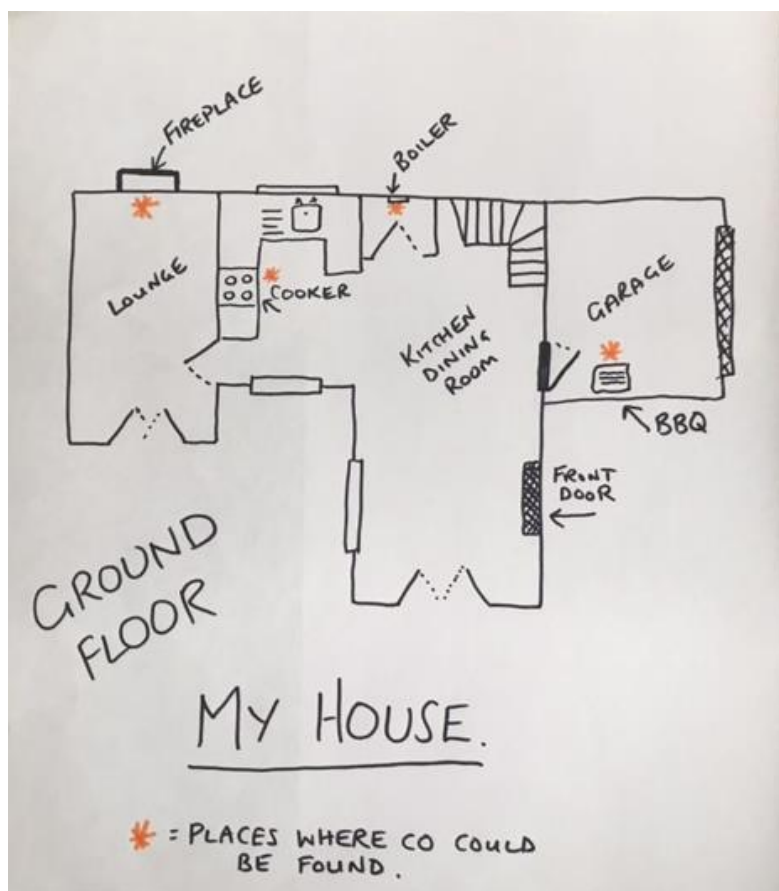 FIREPLACE
BOILER
LOUNGE
COOKER
KITCHEN
DINING
ROOM
GARAGE
BBQ
FRONT
DOOR
GROUND
FLOOR
MY HOUSE.
= PLACES WHERE CO COULD
BE FOUND.